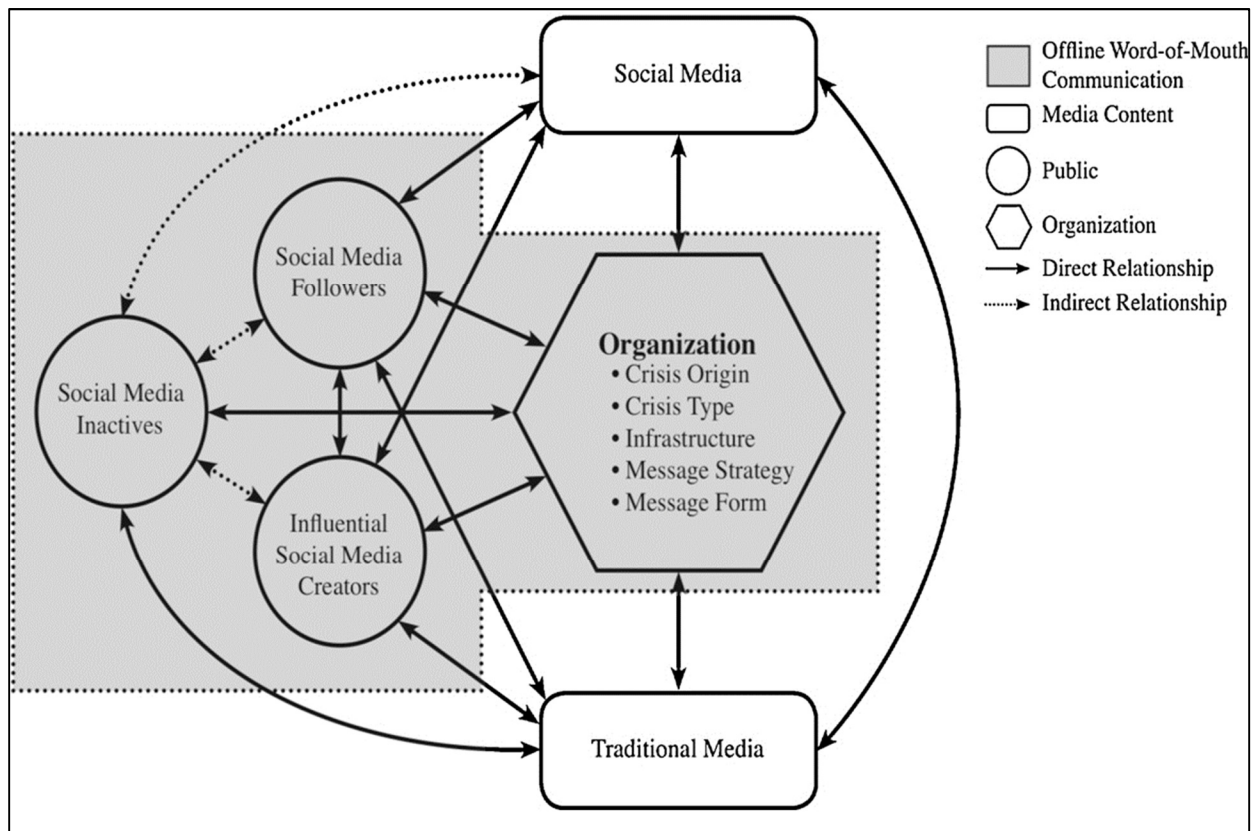 Social Media
Offline Word-of-Mouth
Communication
Media Content
Public
Organization
Direct Relationship
Indirect Relationship
Social Media
Followers
Social Media
Inactives
Influential
Social Media
Creators
Organization
• Crisis Origin
• Crisis Type
• Infrastructure
• Message Strategy
• Message Form
Traditional Media